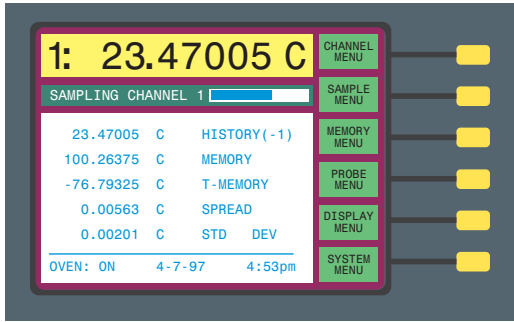 1: 23.47005 C
SAMPLING CHANNEL 1
23.47005 C HISTORY(-1)
100.26375 C MEMORY
-76.79325 C T-MEMORY
0.00563 C SPREAD
0.00201 C STD DEV
OVEN: ON 4-7-97 4:53pm
CHANNEL
MENU
SAMPLE
MENU
MEMORY
MENU
PROBE
MENU
DISPLAY
MENU
SYSTEM
MENU